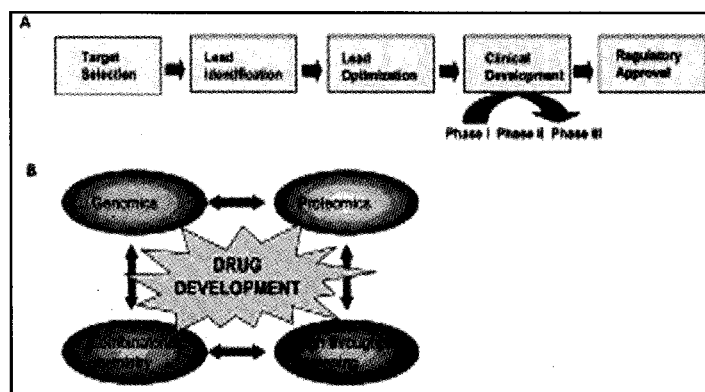 A
Target
Selection
Lead
Identification
Lead
Optimization
Clinical
Development
Regulatory
Approval
Phase I Phase II Phase III
B
Genomics
Proteomics
DRUG
DEVELOPMENT